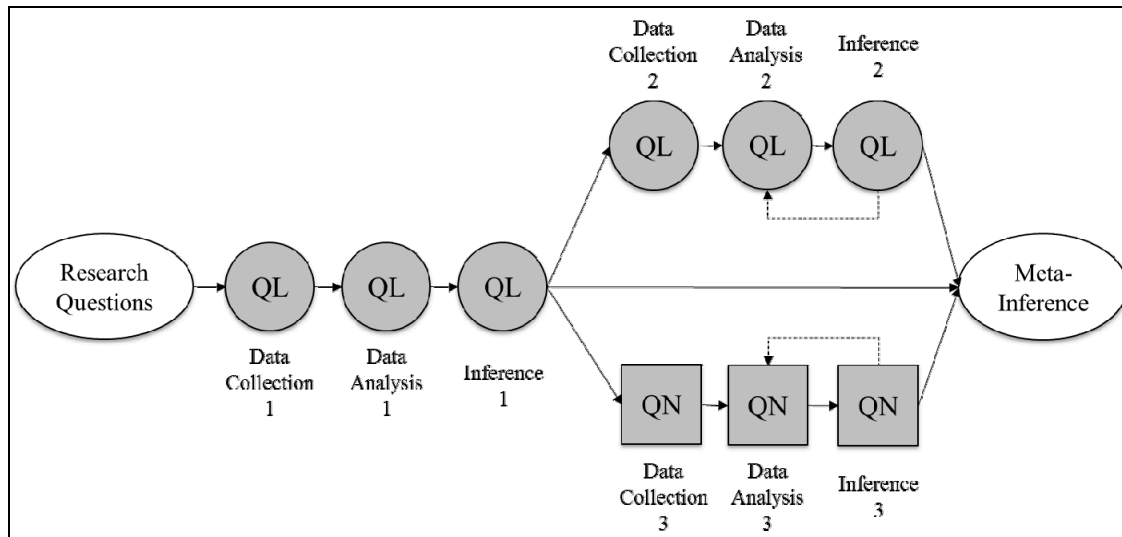 Data
Collection
2
Data
Analysis
2
Inference
2
QL
QL
QL
Research
Questions
QL
QL
QL
Meta-
Inference
Data
Collection
1
Data
Analysis
1
Inference
1
QN
QN
QN
Data
Collection
3
Data
Analysis
3
Inference
3